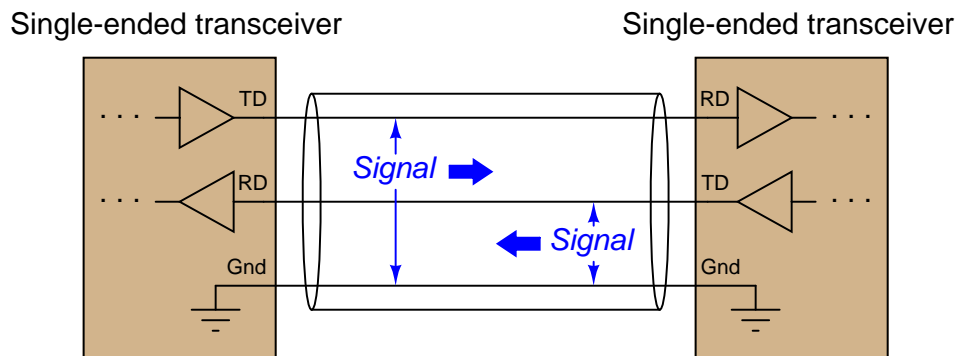 Single-ended transceiver Single-ended transceiver
. . . TD RD . . .
Signal
. . . RD TD . . .
Signal
Gnd Gnd